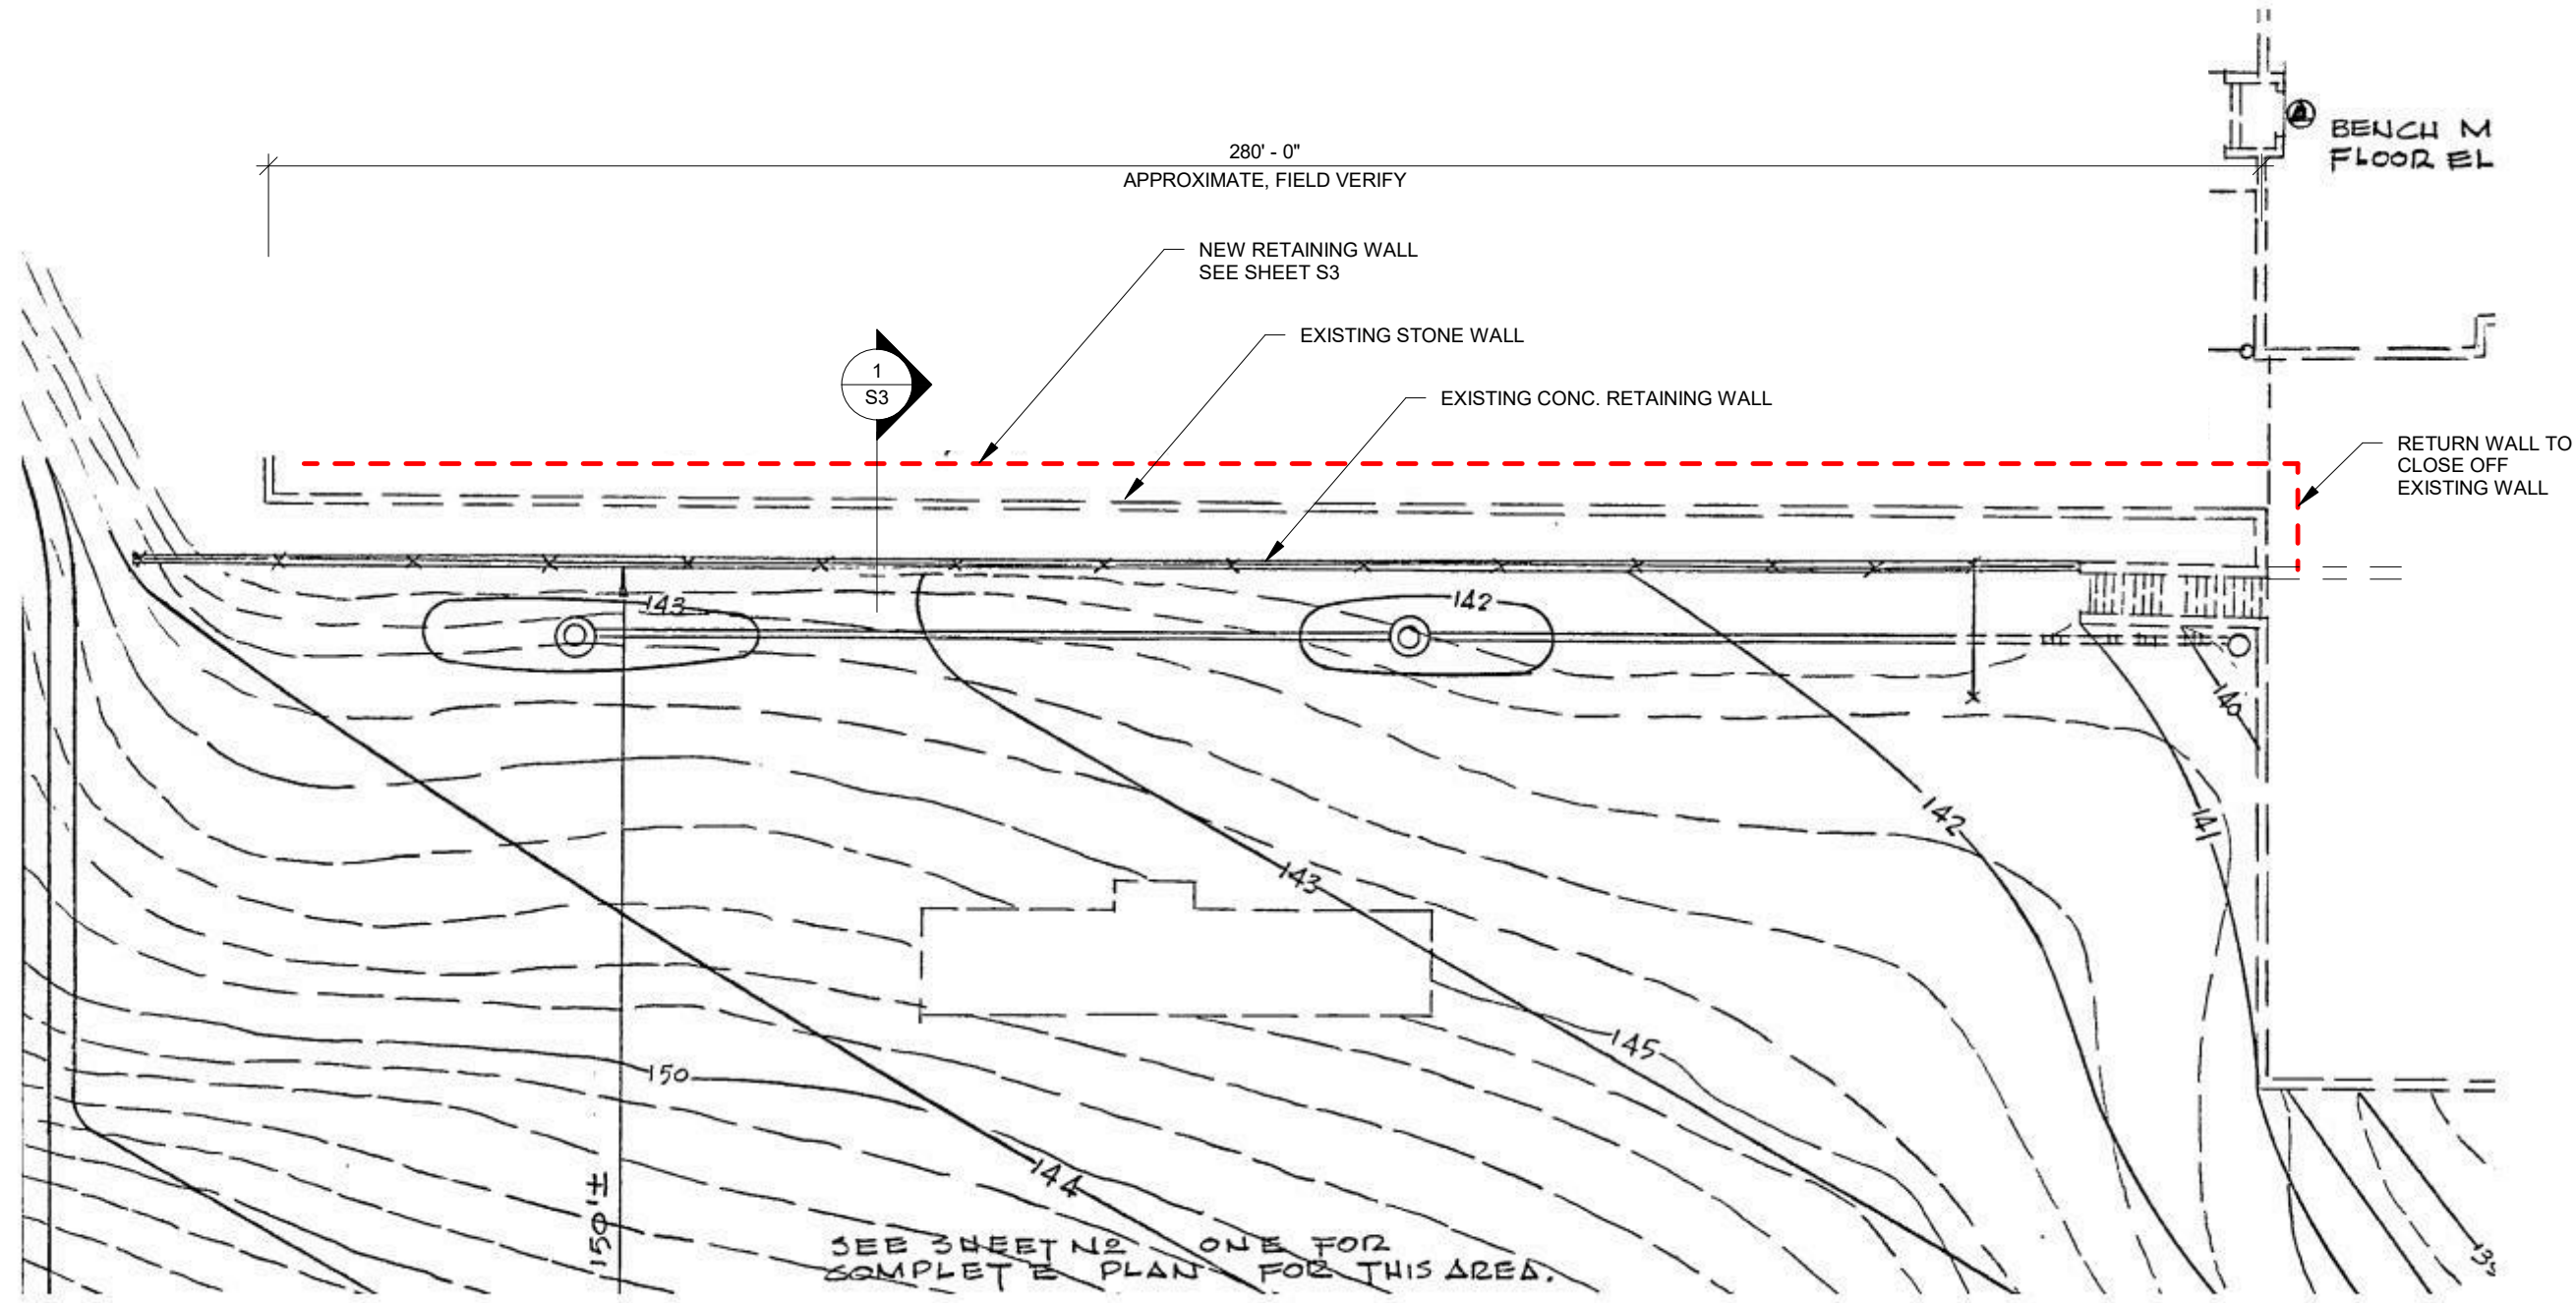 BENCH M
FLOOR EL
280' - 0"
APPROXIMATE, FIELD VERIFY
NEW RETAINING WALL
SEE SHEET S3
EXISTING STONE WALL
1
S3
EXISTING CONC. RETAINING WALL
RETURN WALL TO
CLOSE OFF
EXISTING WALL
143
142
140
142
141
143
145
150
144
150'±
SEE SHEET NO ONE FOR
COMPLETE PLAN FOR THIS AREA.